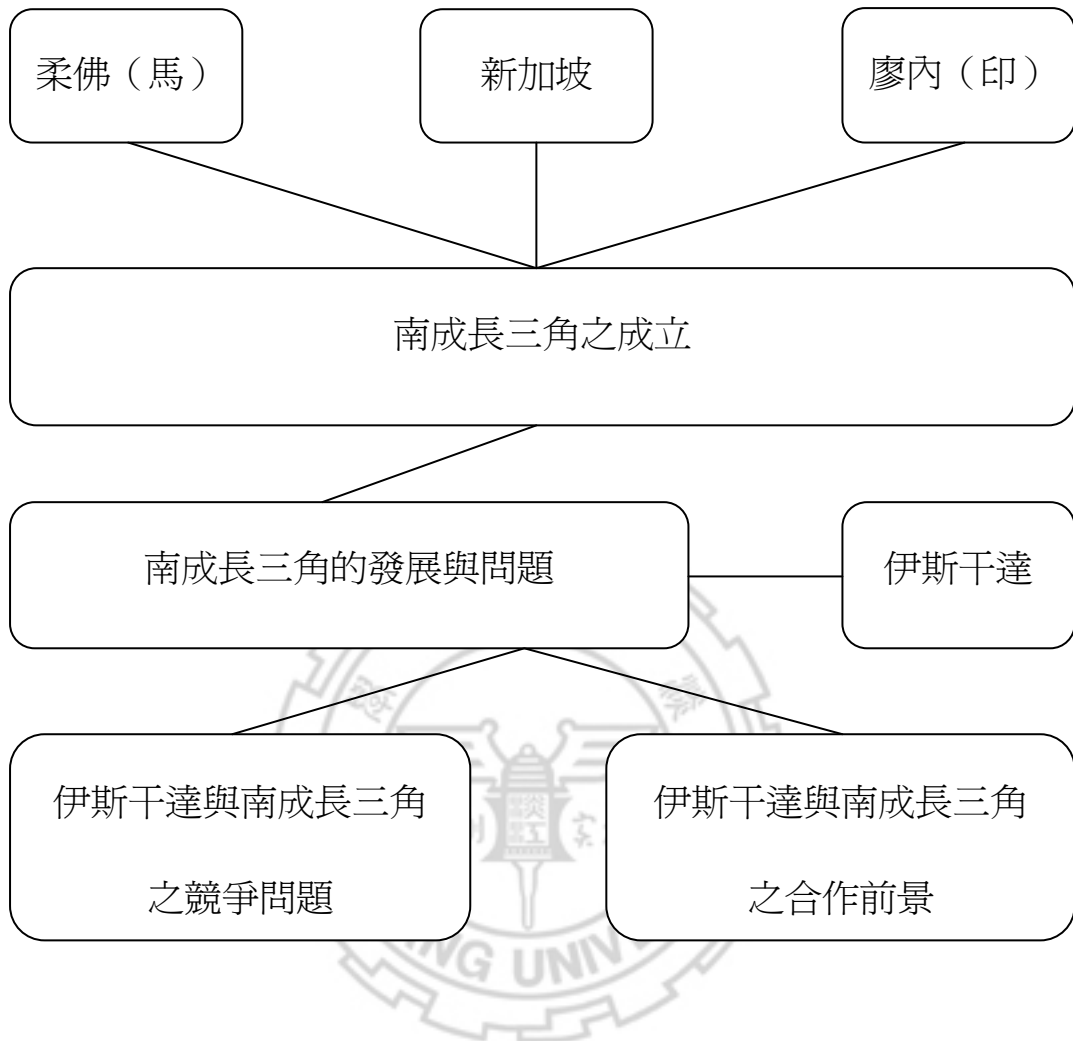 柔佛（馬）
新加坡
廖內（印）
南成長三角之成立
南成長三角的發展與問題
伊斯干達
伊斯干達與南成長三角
之競爭問題
伊斯干達與南成長三角
之合作前景
NG UNIV